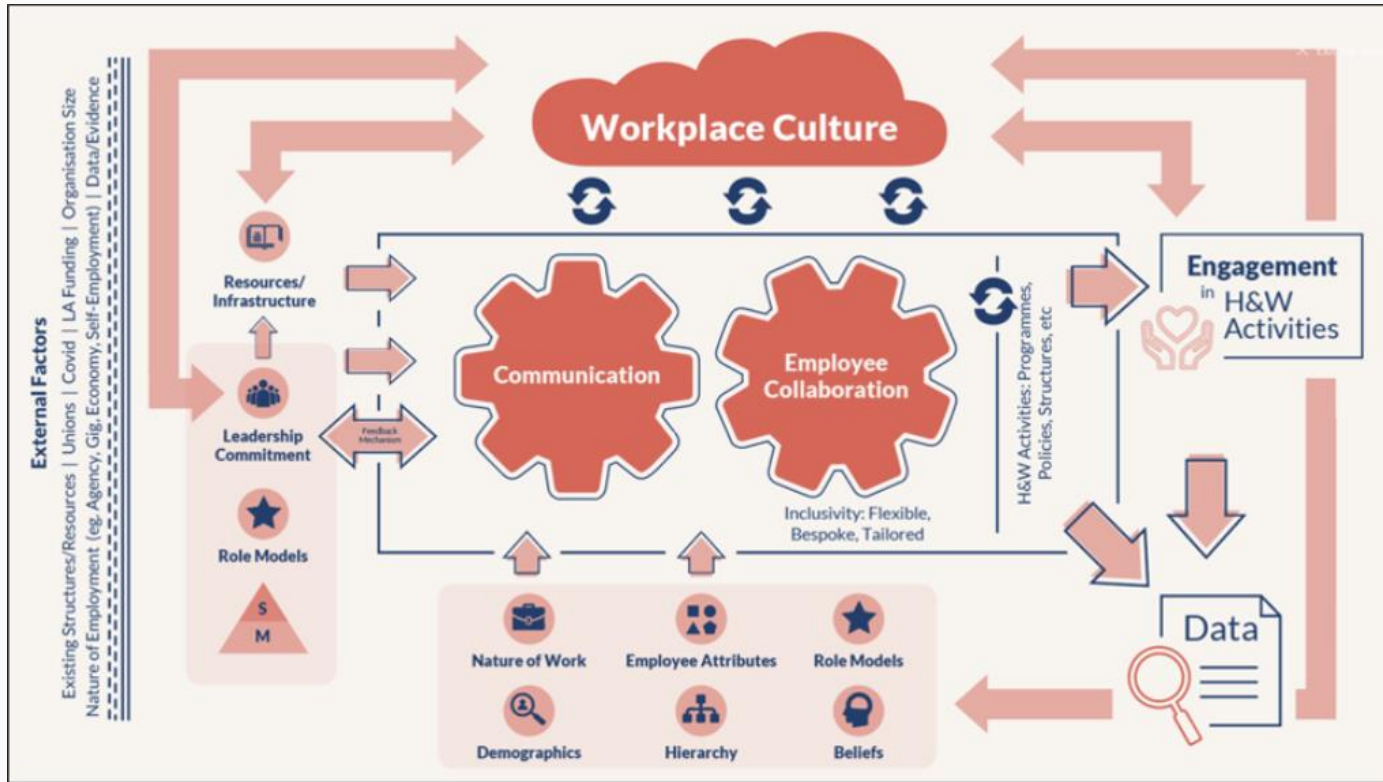 Workplace Culture
External Factors
Existing Structures/Resources | Unions | Covid | LA Funding | Organisation Size
Nature of Employment (eg. Agency, Gig, Economy, Self-Employment) | Data/Evidence
Resources/
Infrastructure
Leadership
Commitment
Feedback
Mechanism
Role Models
S
M
Communication
Employee
Collaboration
Inclusivity: Flexible,
Bespoke, Tailored
H&W Activities: Programmes,
Policies, Structures, etc
Engagement
in H&W
Activities
Data
Nature of Work
Employee Attributes
Role Models
Demographics
Hierarchy
Beliefs